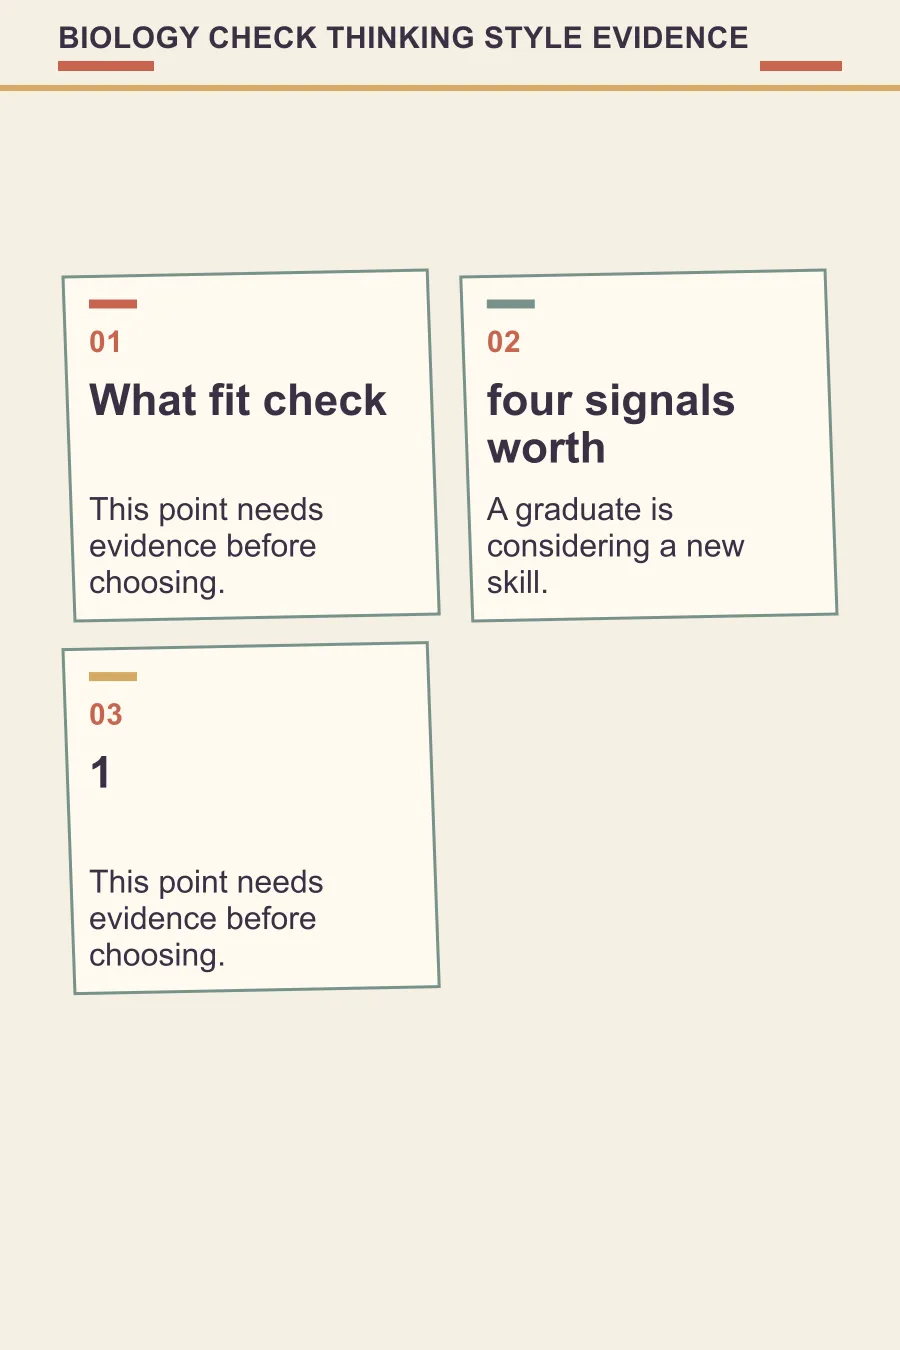 BIOLOGY CHECK THINKING STYLE EVIDENCE
01
What fit check
This point needs
evidence before
choosing.
02
four signals
worth
A graduate is
considering a new
skill.
03
1
This point needs
evidence before
choosing.